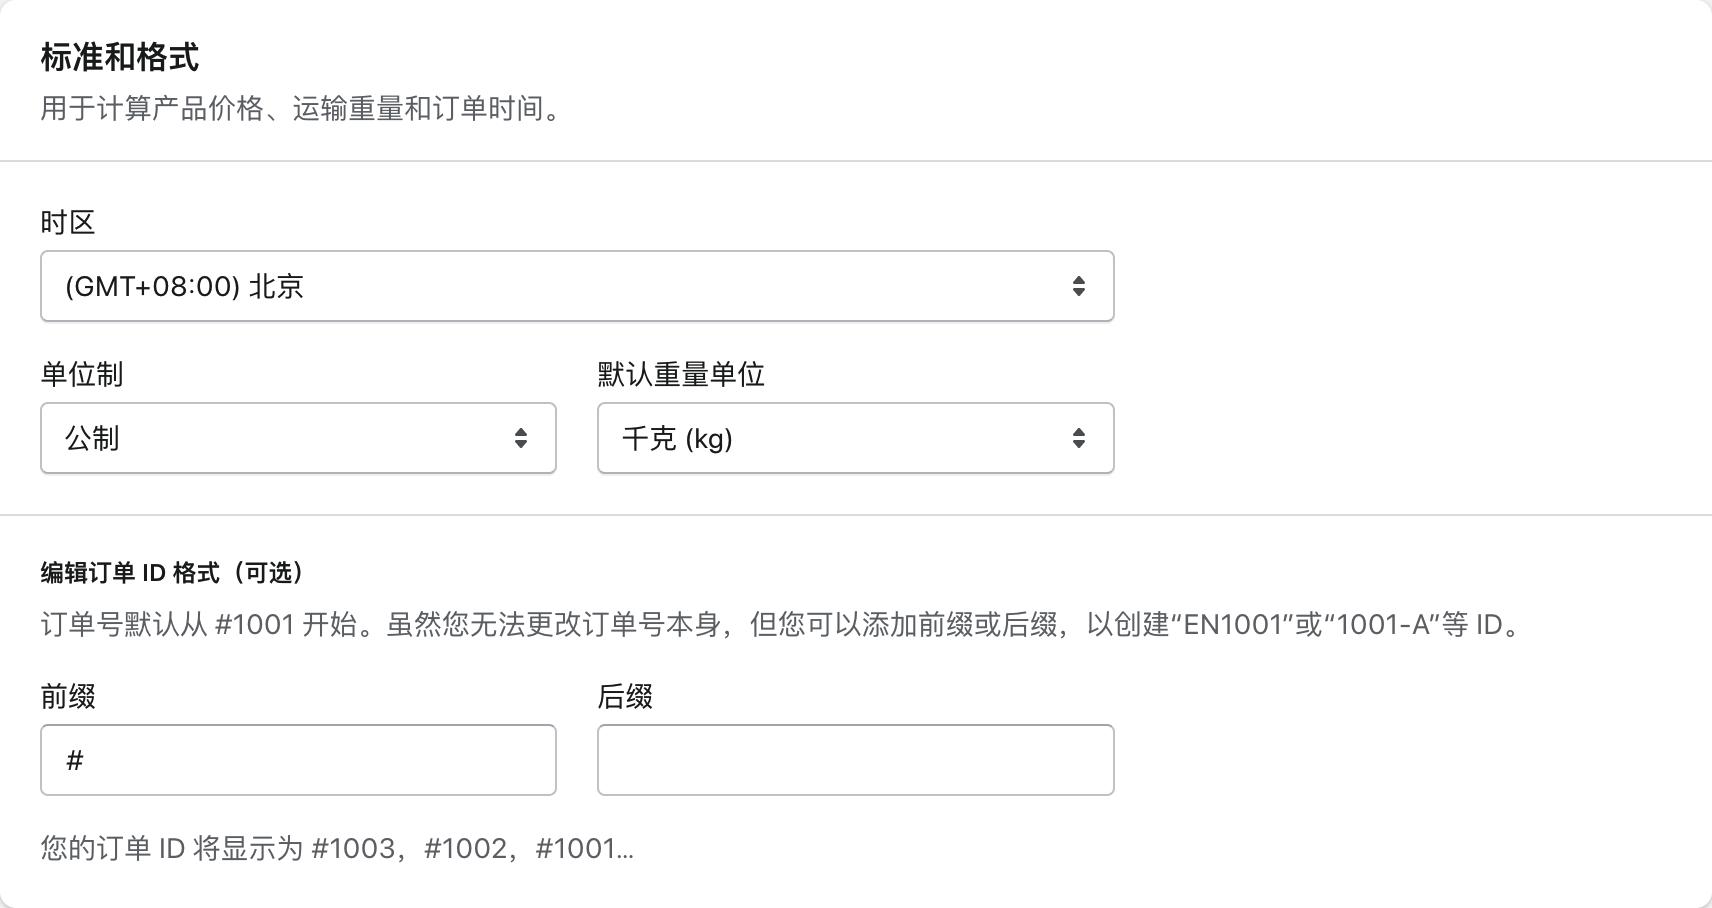 标准和格式
用于计算产品价格、运输重量和订单时间。
时区
(GMT+08:00) 北京
单位制
默认重量单位
公制
千克 (kg)
编辑订单 ID 格式（可选）
订单号默认从 #1001 开始。虽然您无法更改订单号本身，但您可以添加前缀或后缀，以创建“EN1001”或“1001-A”等 ID。
前缀
后缀
#
您的订单 ID 将显示为 #1003，#1002，#1001...